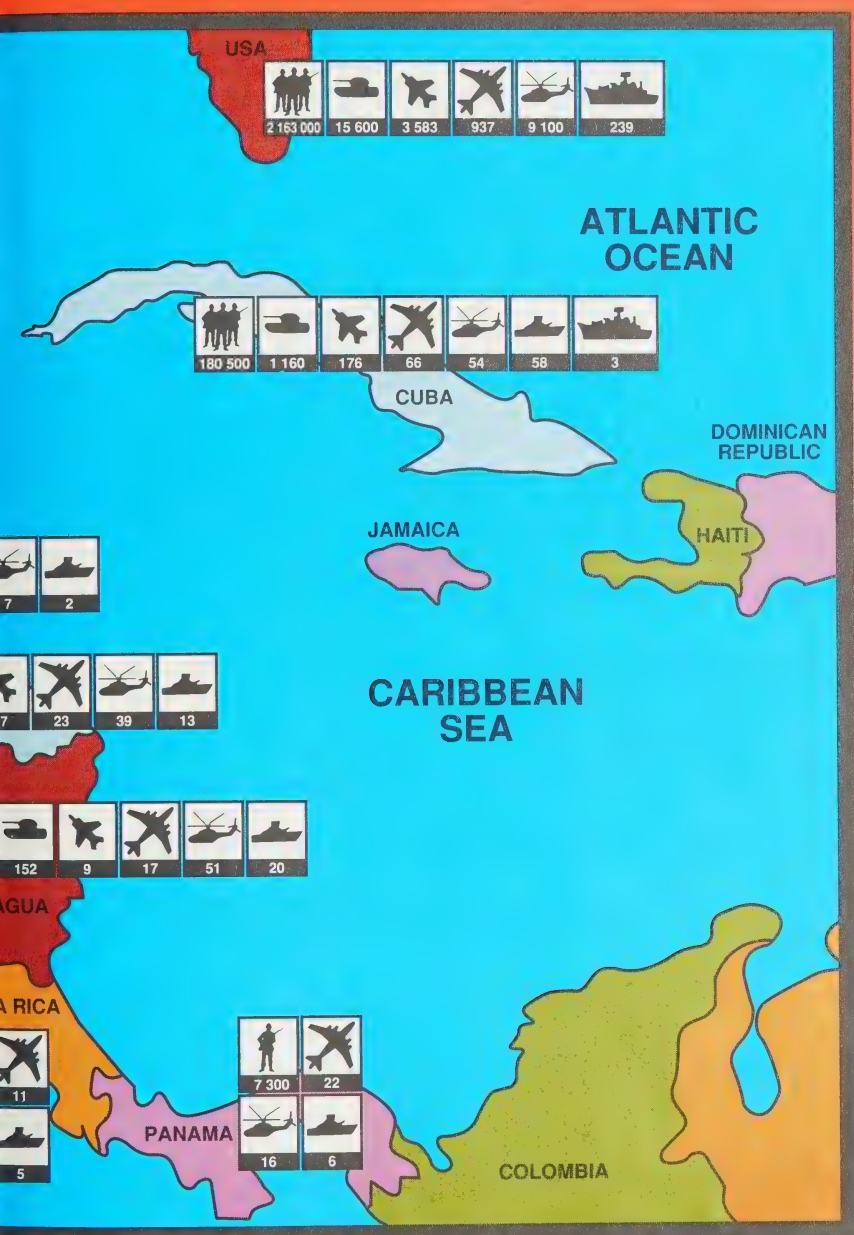 USA
2 163 000 15 600 3 583 937 9 100 239
ATLANTIC
OCEAN
180 500 1 160 176 66 54 58 3
CUBA
DOMINICAN
REPUBLIC
JAMAICA
HAITI
7 2
CARIBBEAN
SEA
7 23 39 13
152 9 17 51 20
AGUA
A RICA
11
5
7 300 22
PANAMA
16 6
COLOMBIA